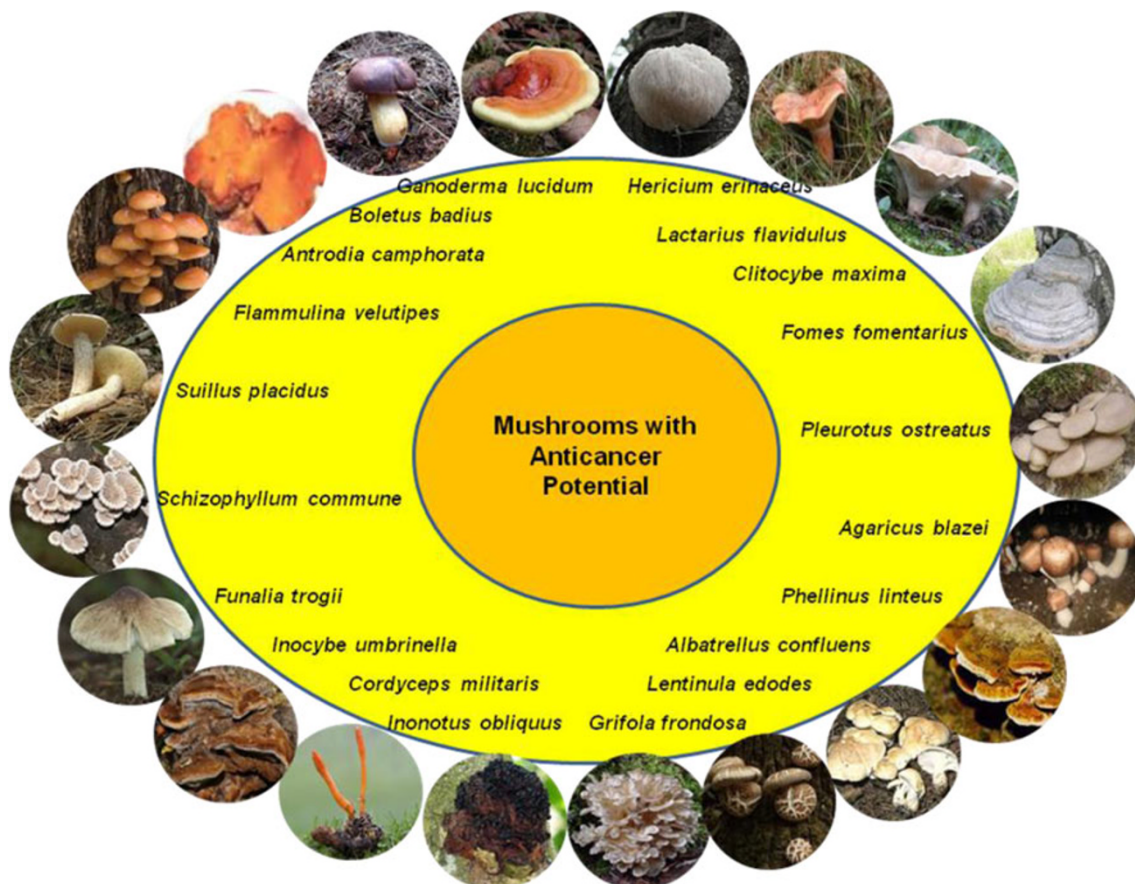 Ganoderma lucidum
Hericium erinaceus
Boletus badius
Lactarius flavidulus
Antrodia camphorata
Clitocybe maxima
Flammulina velutipes
Fomes fomentarius
Suillus placidus
Mushrooms with
Anticancer
Potential
Pleurotus ostreatus
Schizophyllum commune
Agaricus blazei
Funalia trogii
Phellinus linteus
Inocybe umbrinella
Albatrellus confluens
Cordyceps militaris
Lentinula edodes
Inonotus obliquus
Grifola frondosa